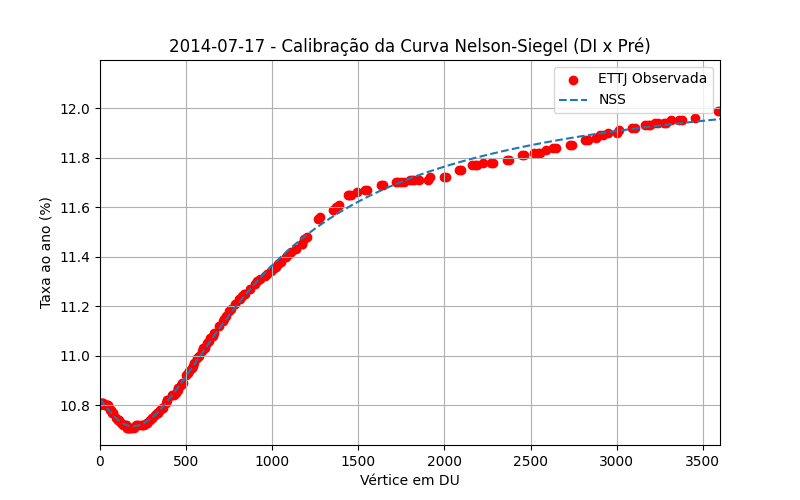 2014-07-17 - Calibração da Curva Nelson-Siegel (DI x Pré)
ETTJ Observada
NSS
Taxa ao ano (%)
12.0
11.8
11.6
11.4
11.2
11.0
10.8
0 500 1000 1500 2000 2500 3000 3500
Vértice em DU